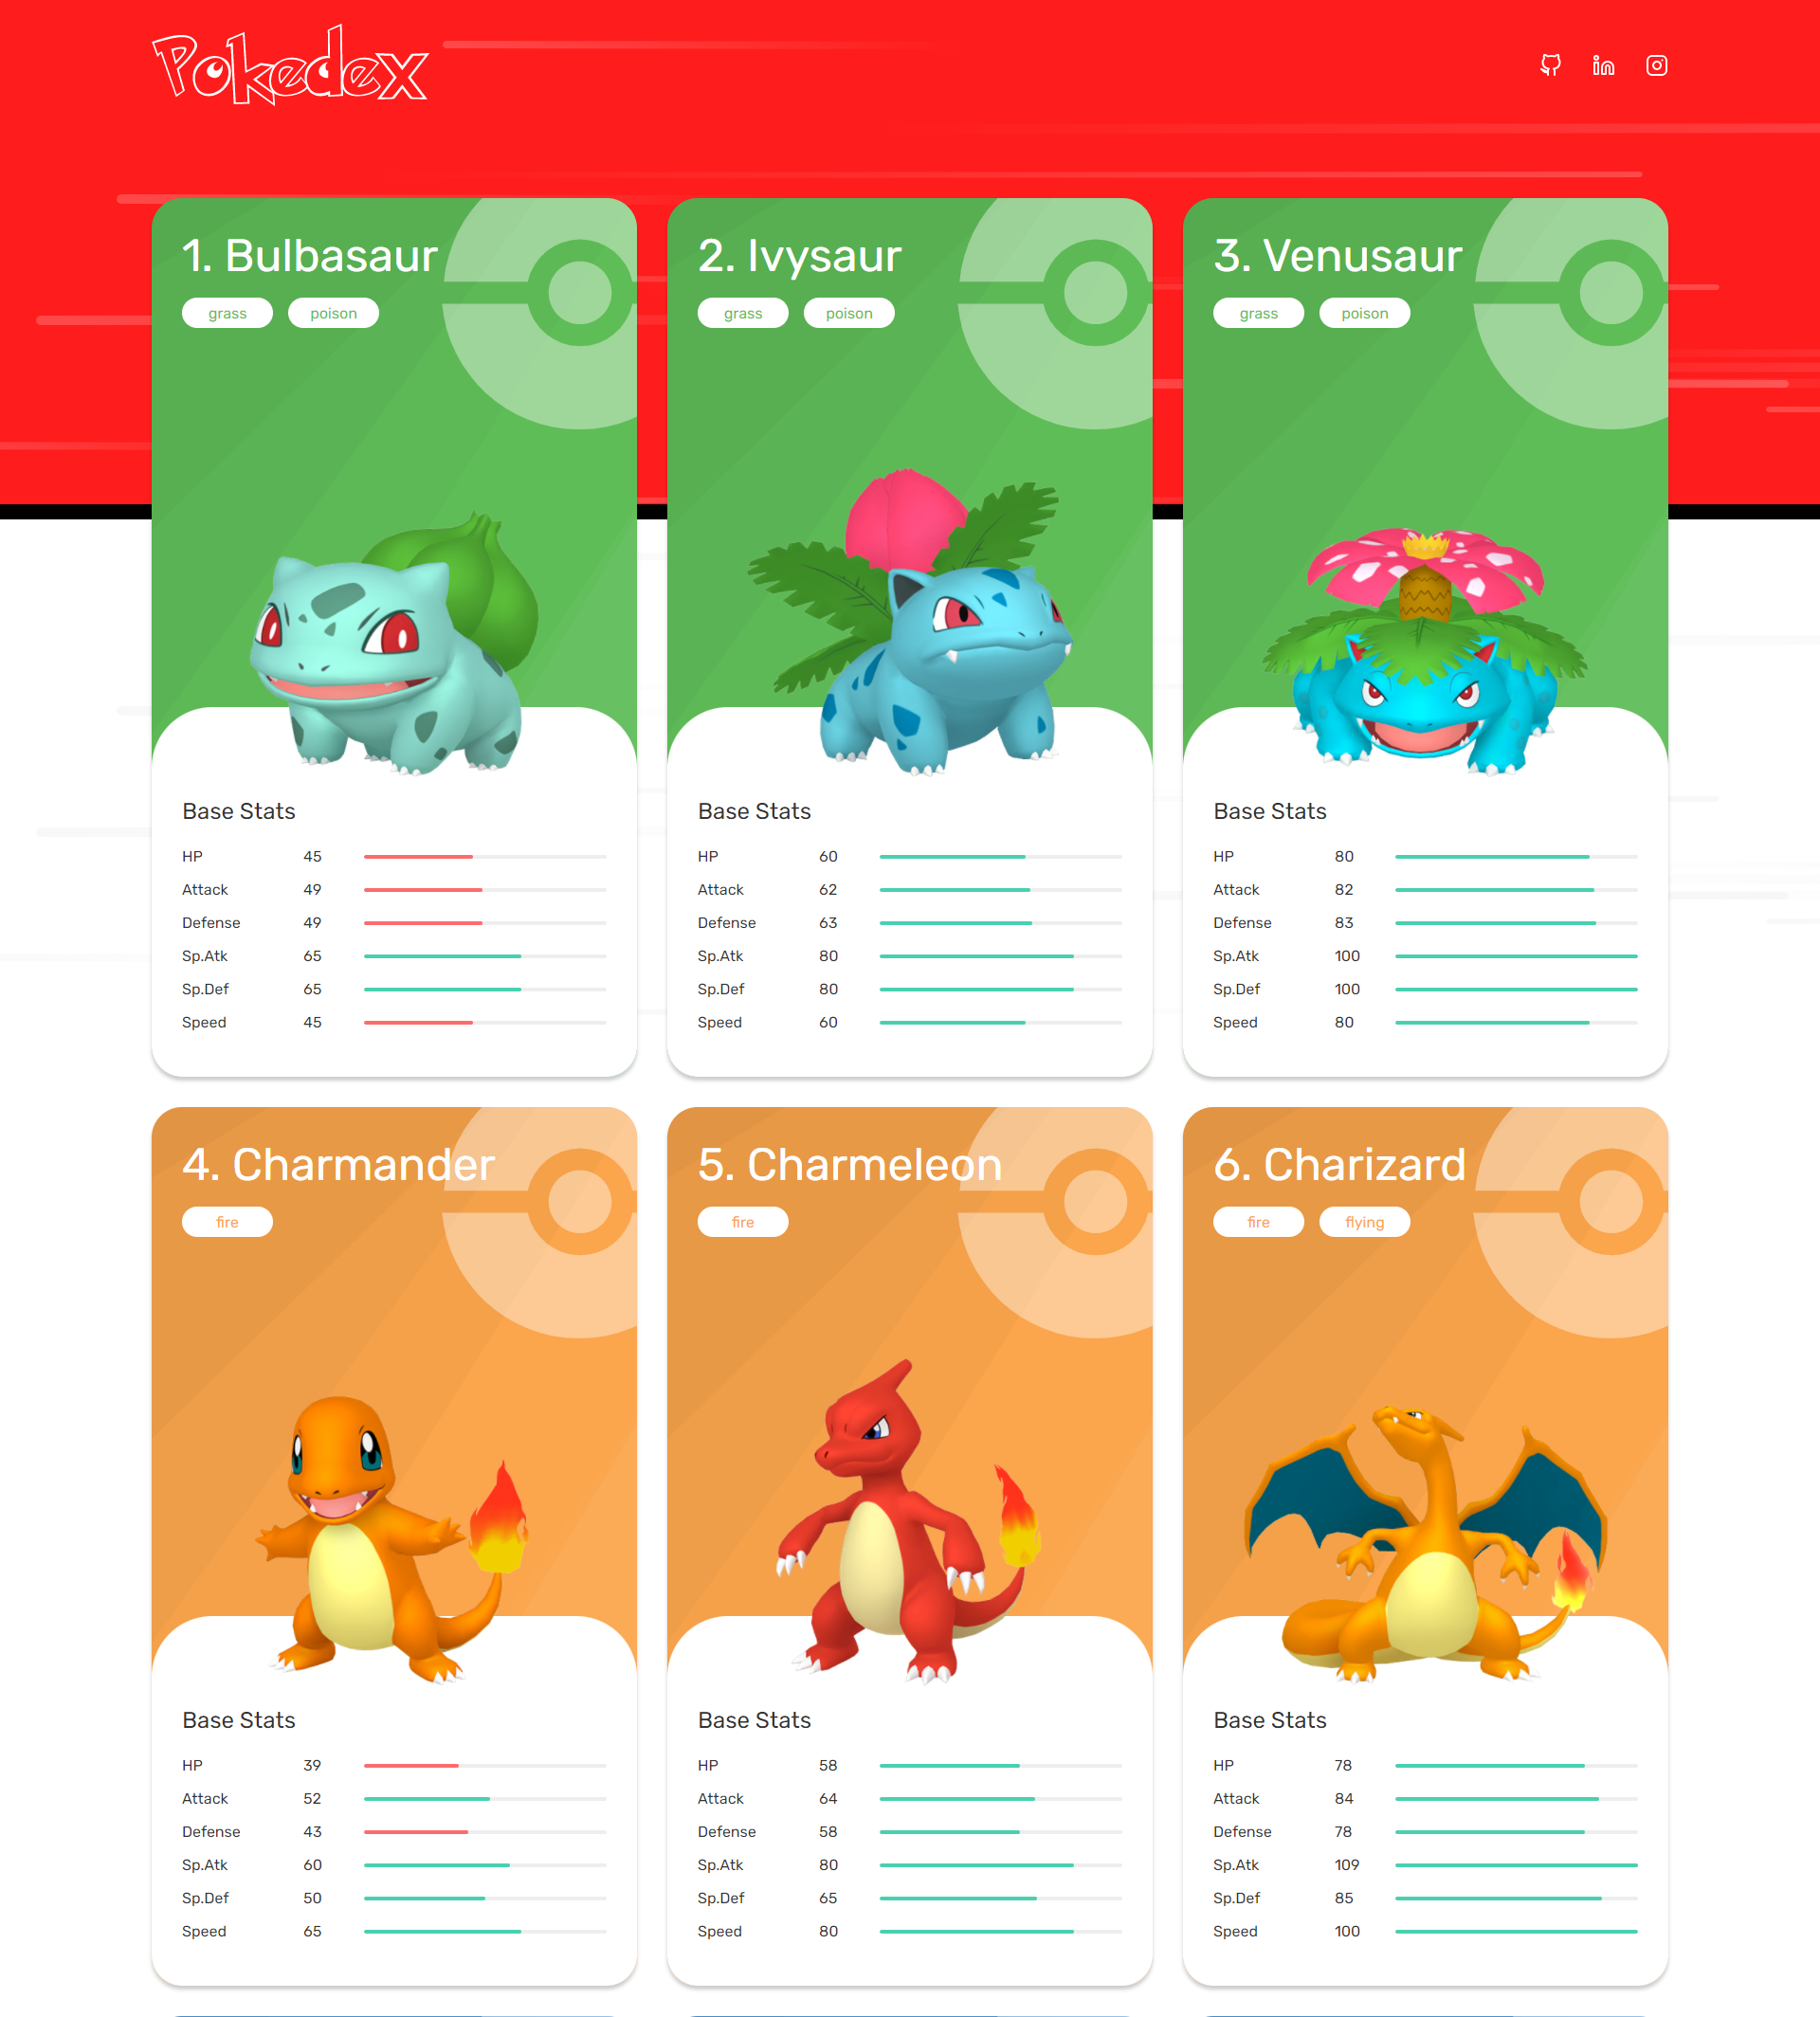 Pokedex
1. Bulbasaur
grass poison
Base Stats
HP 45
Attack 49
Defense 49
Sp.Atk 65
Sp.Def 65
Speed 45
2. Ivysaur
grass poison
Base Stats
HP 60
Attack 62
Defense 63
Sp.Atk 80
Sp.Def 80
Speed 60
3. Venusaur
grass poison
Base Stats
HP 80
Attack 82
Defense 83
Sp.Atk 100
Sp.Def 100
Speed 80
4. Charmander
fire
Base Stats
HP 39
Attack 52
Defense 43
Sp.Atk 60
Sp.Def 50
Speed 65
5. Charmeleon
fire
Base Stats
HP 58
Attack 64
Defense 58
Sp.Atk 80
Sp.Def 65
Speed 80
6. Charizard
fire flying
Base Stats
HP 78
Attack 84
Defense 78
Sp.Atk 109
Sp.Def 85
Speed 100